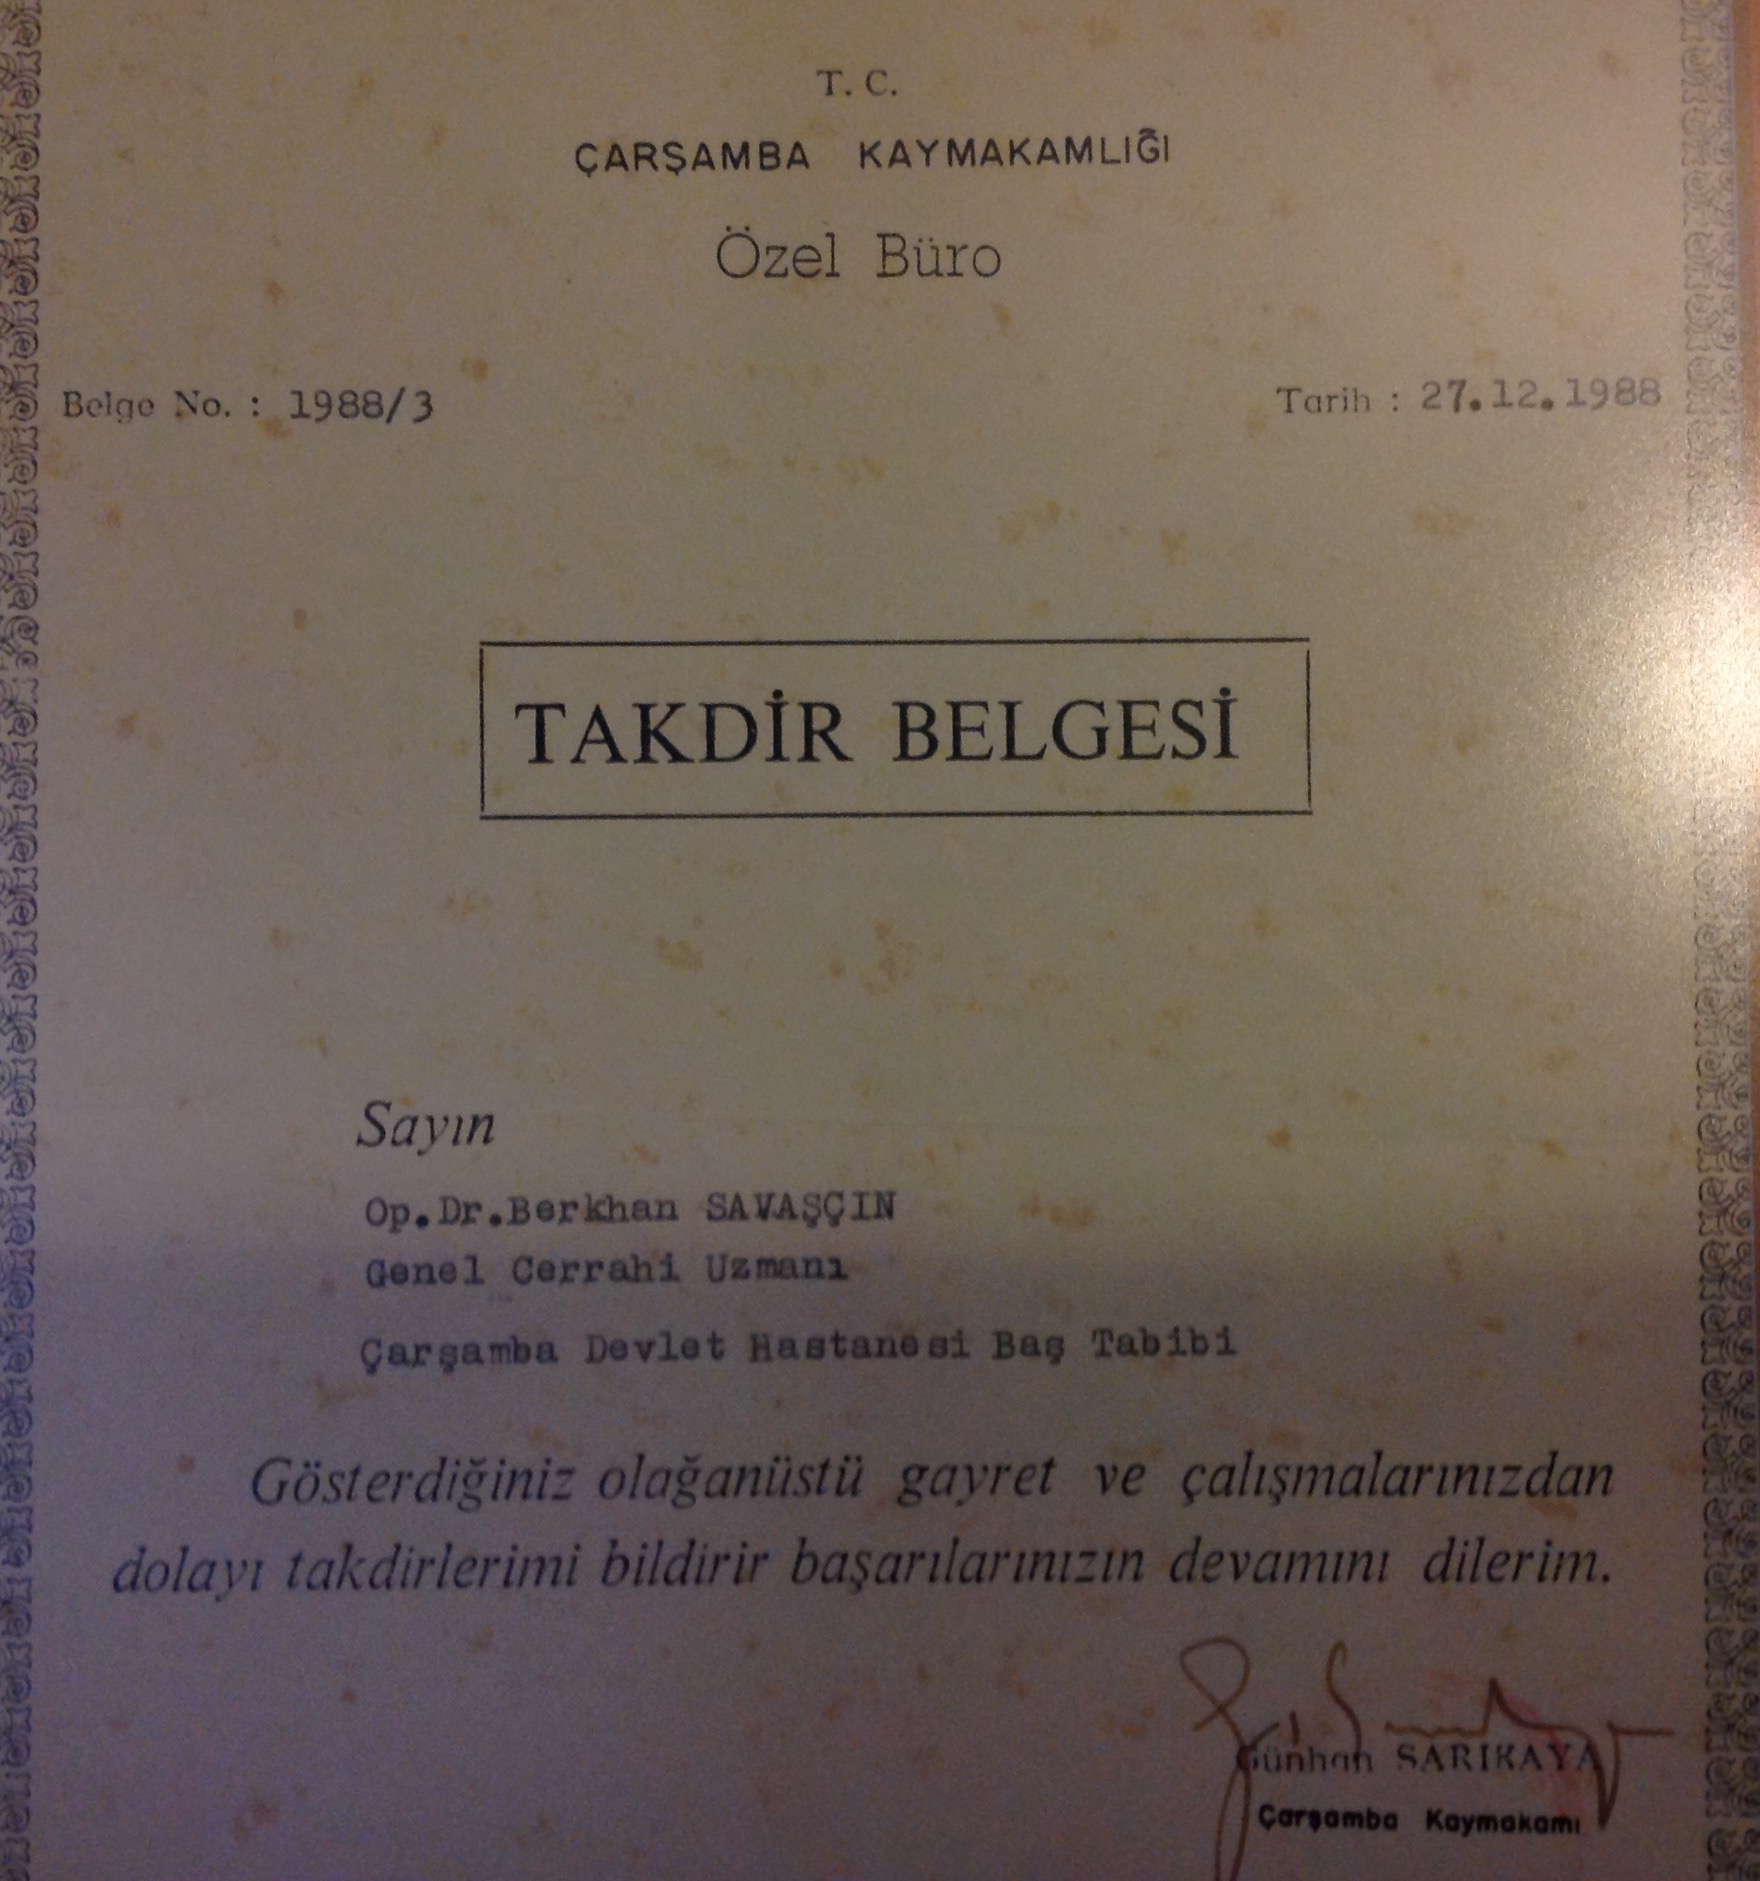 T. C.
ÇARŞAMBA KAYMAKAMLIĞI
Özel Büro
Belge No. : 1988/3
Tarih : 27.12.1988
TAKDİR BELGESİ
Sayın
Op.Dr.Berkhan SAVAŞÇIN
Genel Cerrahi Uzmanı
Çarşamba Devlet Hastanesi Baş Tabibi
Gösterdiğiniz olağanüstü gayret ve çalışmalarınızdan
dolayı takdirlerimi bildirir başarılarınızın devamını dilerim.
Günhan SARIKAYA
Çarşamba Kaymakamı